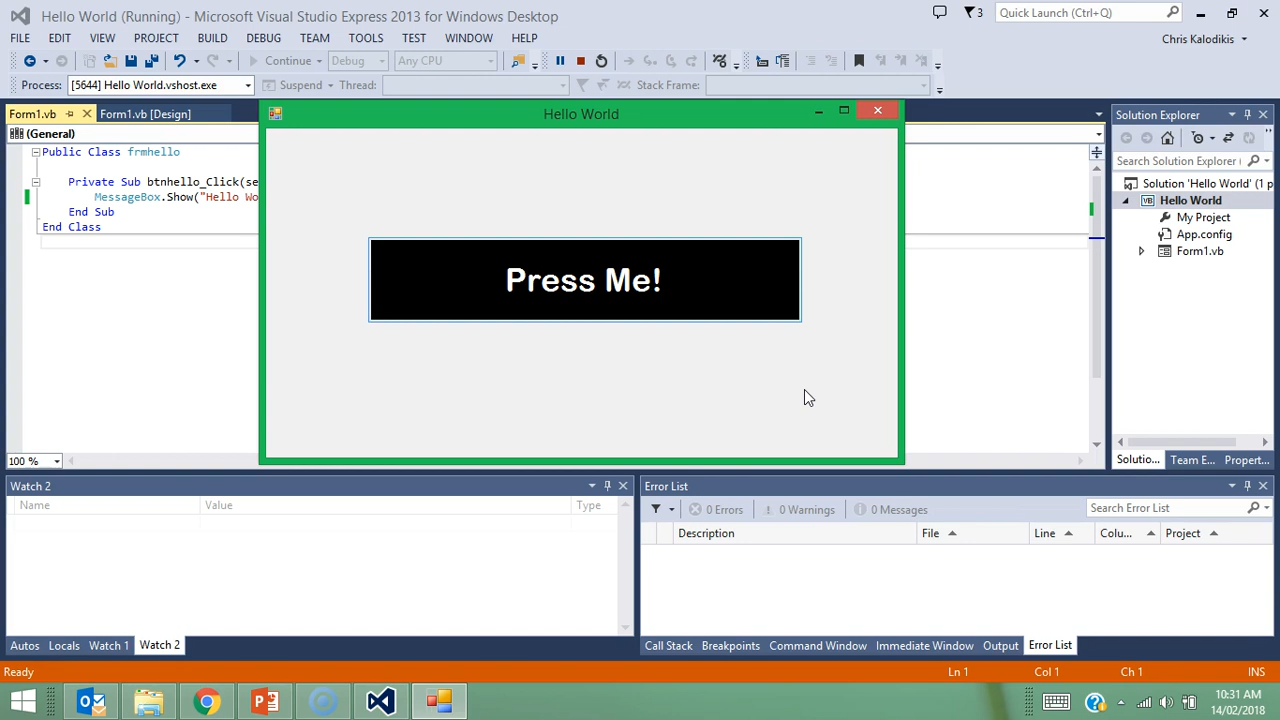 Hello World (Running) - Microsoft Visual Studio Express 2013 for Windows Desktop
3
Quick Launch (Ctrl+Q)
FILE EDIT VIEW PROJECT BUILD DEBUG TEAM TOOLS TEST WINDOW HELP
Chris Kalodikis
Continue Debug Any CPU
Process: [5644] Hello World.vshost.exe Suspend Thread: Stack Frame:
Form1.vb Form1.vb [Design]
(General)
Public Class frmhello
Private Sub btnhello_Click(se
MessageBox.Show("Hello Wo
End Sub
End Class
100 %
Hello World
Press Me!
Solution Explorer
Search Solution Explorer (
Solution 'Hello World' (1 p
VB Hello World
My Project
App.config
Form1.vb
Solutio... Team E... Propert...
Watch 2
Name Value Type
Autos Locals Watch 1 Watch 2
Error List
0 Errors 0 Warnings 0 Messages Search Error List
Description File Line Colu... Project
Call Stack Breakpoints Command Window Immediate Window Output Error List
Ready Ln 1 Col 1 Ch 1 INS
10:31 AM
14/02/2018